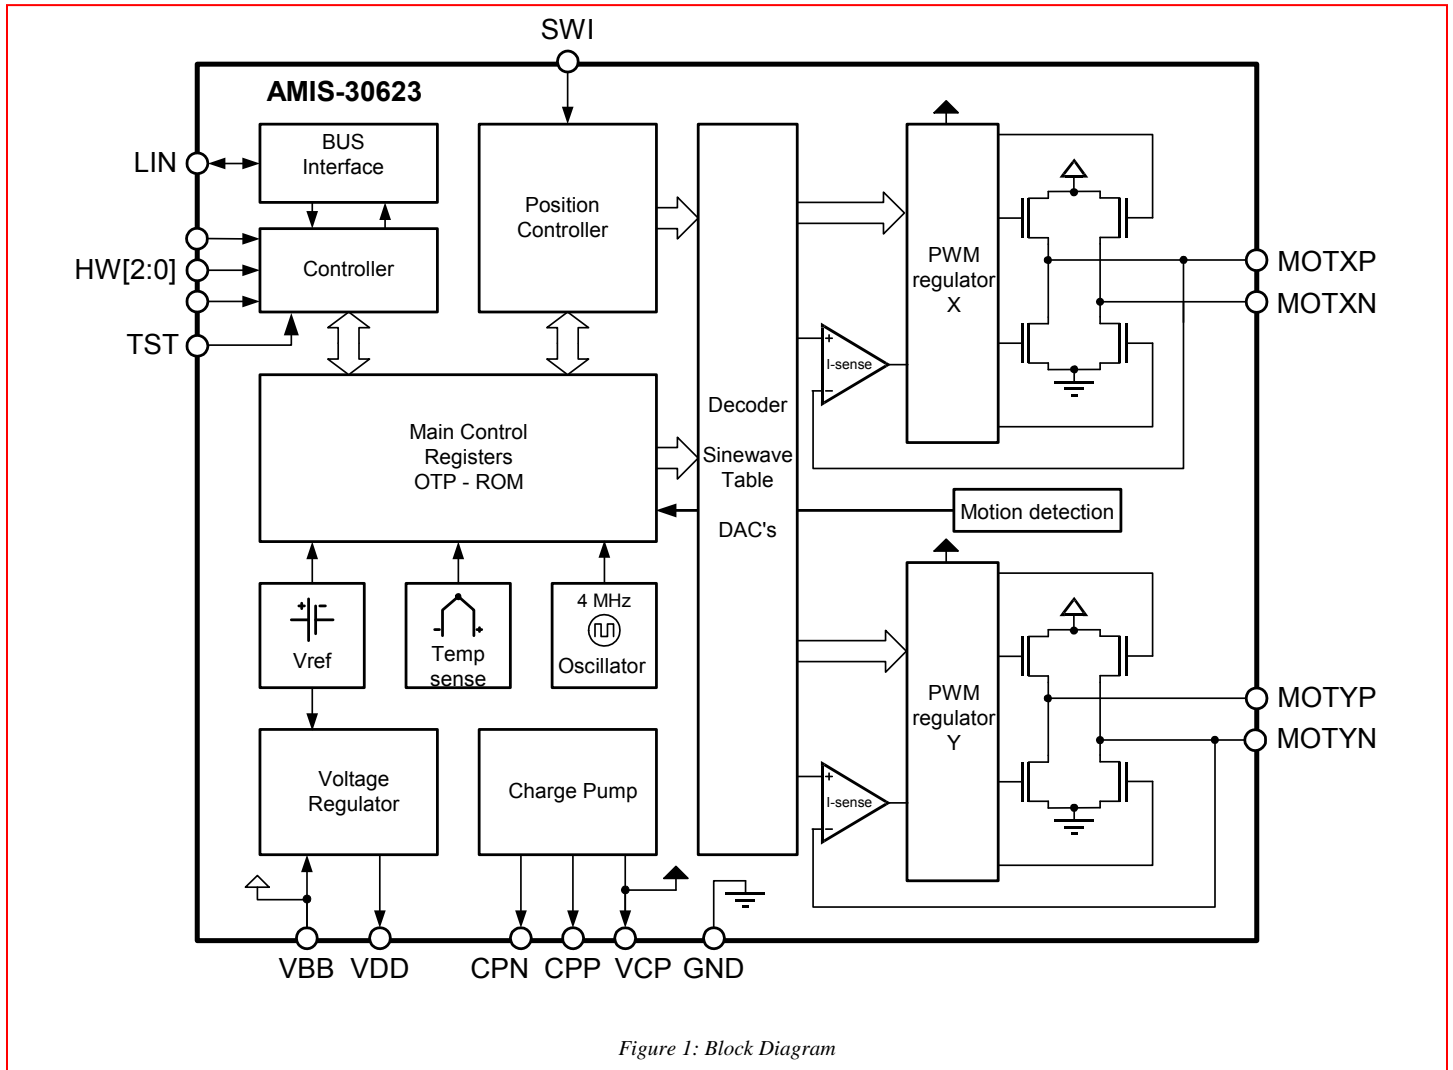 SWI
AMIS-30623
BUS
Interface
LIN
Position
Controller
HW[2:0]
Controller
TST
PWM
regulator
X
MOTXP
MOTXN
+
I-sense
−
Decoder
Sinewave
Table
DAC's
Main Control
Registers
OTP - ROM
Motion detection
+ -
Vref
- +
Temp
sense
4 MHz
Oscillator
PWM
regulator
Y
MOTYP
MOTYN
+
I-sense
−
Voltage
Regulator
Charge Pump
VBB VDD CPN CPP VCP GND
Figure 1: Block Diagram